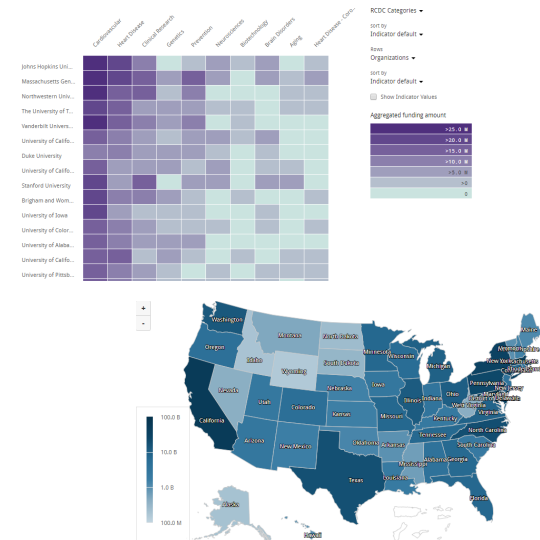 Cardiovascular
Heart Disease
Clinical Research
Genetics
Prevention
Neurosciences
Biotechnology
Brain Disorders
Aging
Heart Disease - Coro...
Johns Hopkins Uni...
Massachusetts Gen...
Northwestern Univ...
The University of T...
Vanderbilt Univers...
University of Califo...
Duke University
University of Califo...
Stanford University
Brigham and Wom...
University of Iowa
University of Color...
University of Alaba...
University of Califo...
University of Pittsb...
RCDC Categories
sort by
Indicator default
Rows
Organizations
sort by
Indicator default
Show Indicator Values
Aggregated funding amount
>25.0 M
>20.0 M
>15.0 M
>10.0 M
>5.0 M
>0
0
+
-
100.0 B
10.0 B
1.0 B
100.0 M
Washington
Montana
North Dakota
Minnesota
Maine
Oregon
Idaho
Wyoming
South Dakota
Wisconsin
Michigan
New York
Nevada
Utah
Colorado
Nebraska
Iowa
Illinois
Indiana
Ohio
Pennsylvania
New Jersey
Maryland
West Virginia
Virginia
California
Kansas
Missouri
Kentucky
North Carolina
Tennessee
Arizona
New Mexico
Oklahoma
Arkansas
South Carolina
Mississippi
Alabama
Georgia
Texas
Louisiana
Florida
Alaska
Hawaii